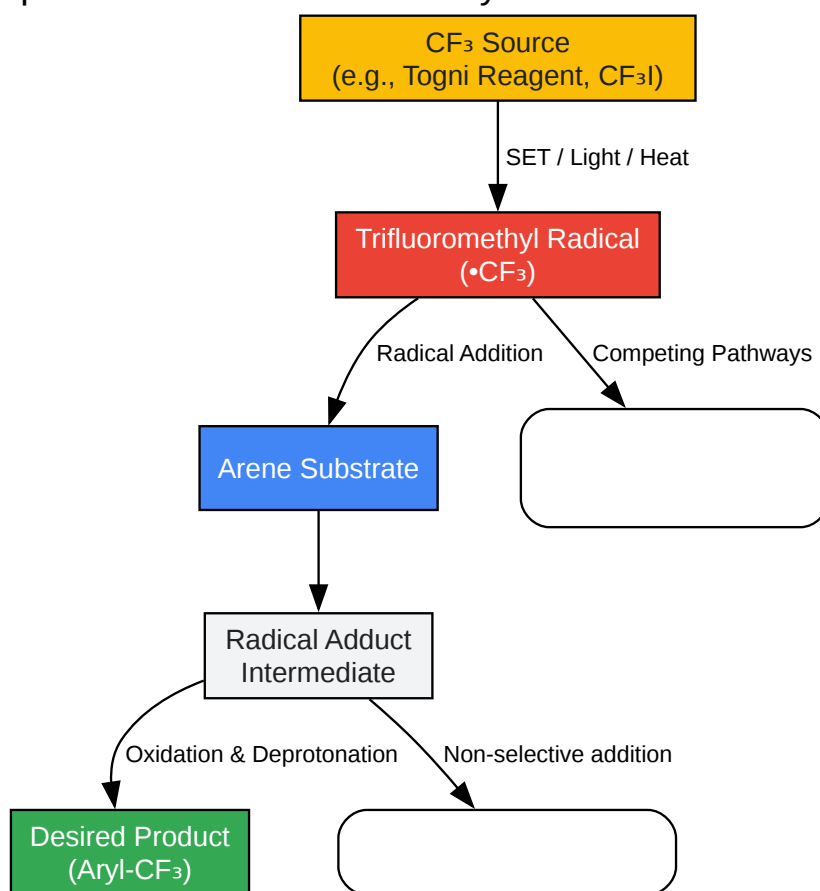 CF₃ Source
(e.g., Togni Reagent, CF₃I)
SET / Light / Heat
Trifluoromethyl Radical
(•CF₃)
Radical Addition
Competing Pathways
Arene Substrate
Radical Adduct
Intermediate
Oxidation & Deprotonation
Non-selective addition
Desired Product
(Aryl-CF₃)